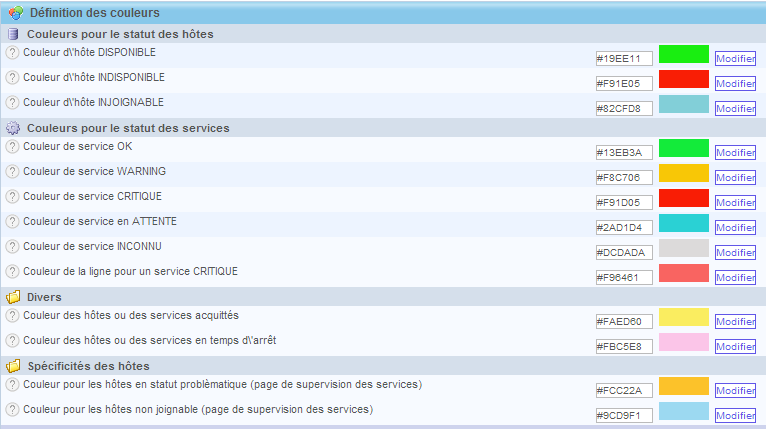 Définition des couleurs
Couleurs pour le statut des hôtes
? Couleur d\'hôte DISPONIBLE #19EE11 Modifier
? Couleur d\'hôte INDISPONIBLE #F91E05 Modifier
? Couleur d\'hôte INJOIGNABLE #82CFD8 Modifier
Couleurs pour le statut des services
? Couleur de service OK #13EB3A Modifier
? Couleur de service WARNING #F8C706 Modifier
? Couleur de service CRITIQUE #F91D05 Modifier
? Couleur de service en ATTENTE #2AD1D4 Modifier
? Couleur de service INCONNU #DCDADA Modifier
? Couleur de la ligne pour un service CRITIQUE #F96461 Modifier
Divers
? Couleur des hôtes ou des services acquittés #FAED60 Modifier
? Couleur des hôtes ou des services en temps d\'arrêt #FBC5E8 Modifier
Spécificités des hôtes
? Couleur pour les hôtes en statut problèmatique (page de supervision des services) #FCC22A Modifier
? Couleur pour les hôtes non joignable (page de supervision des services) #9CD9F1 Modifier